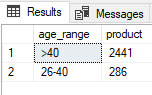 Results Messages
age_range product
1 >40 2441
2 26-40 286